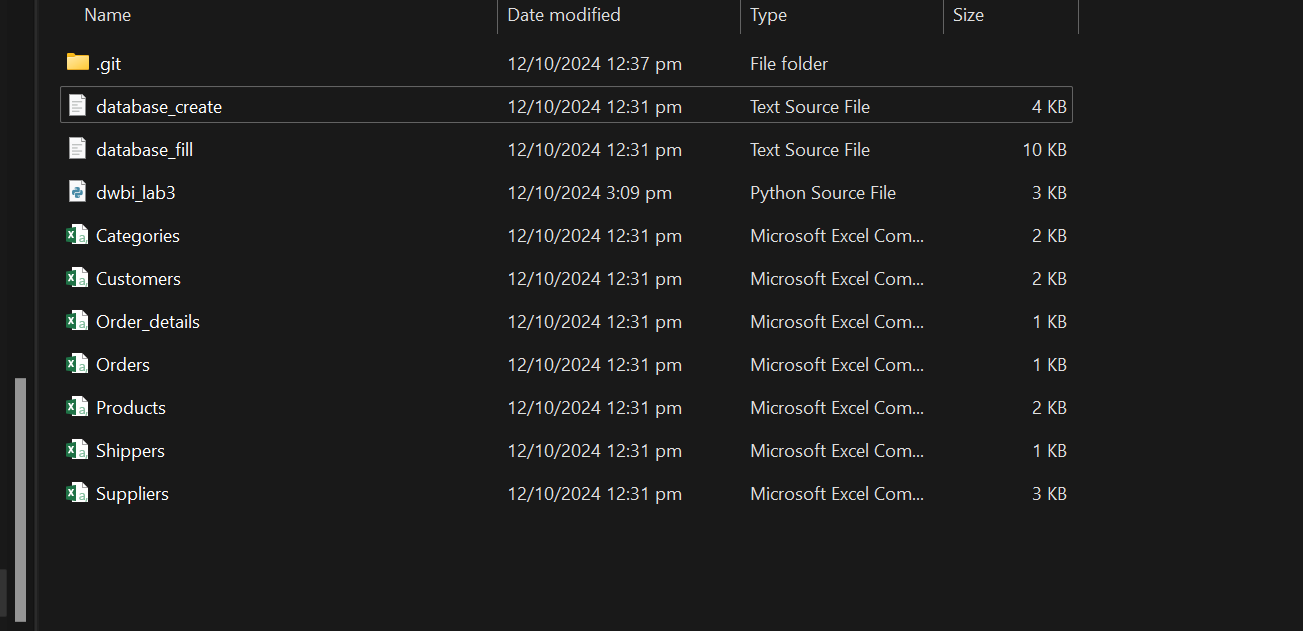 Name Date modified Type Size
.git 12/10/2024 12:37 pm File folder
database_create 12/10/2024 12:31 pm Text Source File 4 KB
database_fill 12/10/2024 12:31 pm Text Source File 10 KB
dwbi_lab3 12/10/2024 3:09 pm Python Source File 3 KB
Categories 12/10/2024 12:31 pm Microsoft Excel Com... 2 KB
Customers 12/10/2024 12:31 pm Microsoft Excel Com... 2 KB
Order_details 12/10/2024 12:31 pm Microsoft Excel Com... 1 KB
Orders 12/10/2024 12:31 pm Microsoft Excel Com... 1 KB
Products 12/10/2024 12:31 pm Microsoft Excel Com... 2 KB
Shippers 12/10/2024 12:31 pm Microsoft Excel Com... 1 KB
Suppliers 12/10/2024 12:31 pm Microsoft Excel Com... 3 KB